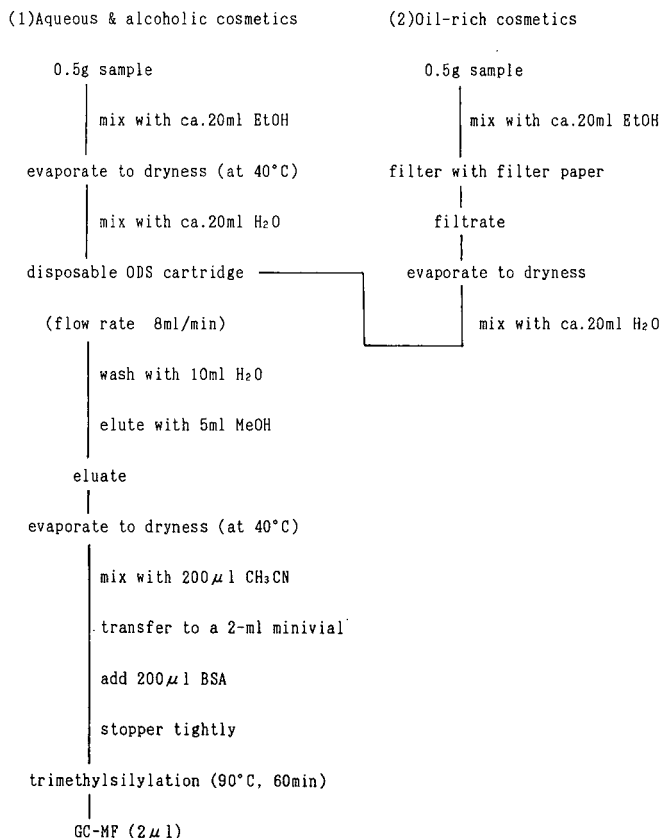 (1)Aqueous & alcoholic cosmetics
0.5g sample
mix with ca.20ml EtOH
evaporate to dryness (at 40°C)
mix with ca.20ml H₂O
disposable ODS cartridge
(flow rate 8ml/min)
wash with 10ml H₂O
elute with 5ml MeOH
eluate
evaporate to dryness (at 40°C)
mix with 200μl CH₃CN
transfer to a 2-ml minivial
add 200μl BSA
stopper tightly
trimethylsilylation (90°C, 60min)
GC-MF (2μl)
(2)Oil-rich cosmetics
0.5g sample
mix with ca.20ml EtOH
filter with filter paper
filtrate
evaporate to dryness
mix with ca.20ml H₂O